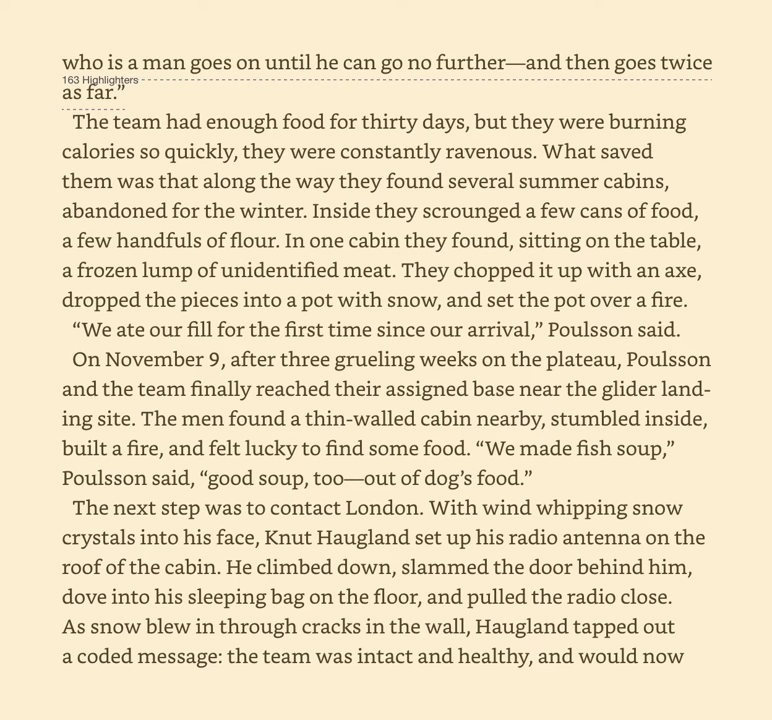 who is a man goes on until he can go no further—and then goes twice
163 Highlighters
as far.”
The team had enough food for thirty days, but they were burning
calories so quickly, they were constantly ravenous. What saved
them was that along the way they found several summer cabins,
abandoned for the winter. Inside they scrounged a few cans of food,
a few handfuls of flour. In one cabin they found, sitting on the table,
a frozen lump of unidentified meat. They chopped it up with an axe,
dropped the pieces into a pot with snow, and set the pot over a fire.
“We ate our fill for the first time since our arrival,” Poulsson said.
On November 9, after three grueling weeks on the plateau, Poulsson
and the team finally reached their assigned base near the glider land-
ing site. The men found a thin-walled cabin nearby, stumbled inside,
built a fire, and felt lucky to find some food. “We made fish soup,”
Poulsson said, “good soup, too—out of dog’s food.”
The next step was to contact London. With wind whipping snow
crystals into his face, Knut Haugland set up his radio antenna on the
roof of the cabin. He climbed down, slammed the door behind him,
dove into his sleeping bag on the floor, and pulled the radio close.
As snow blew in through cracks in the wall, Haugland tapped out
a coded message: the team was intact and healthy, and would now